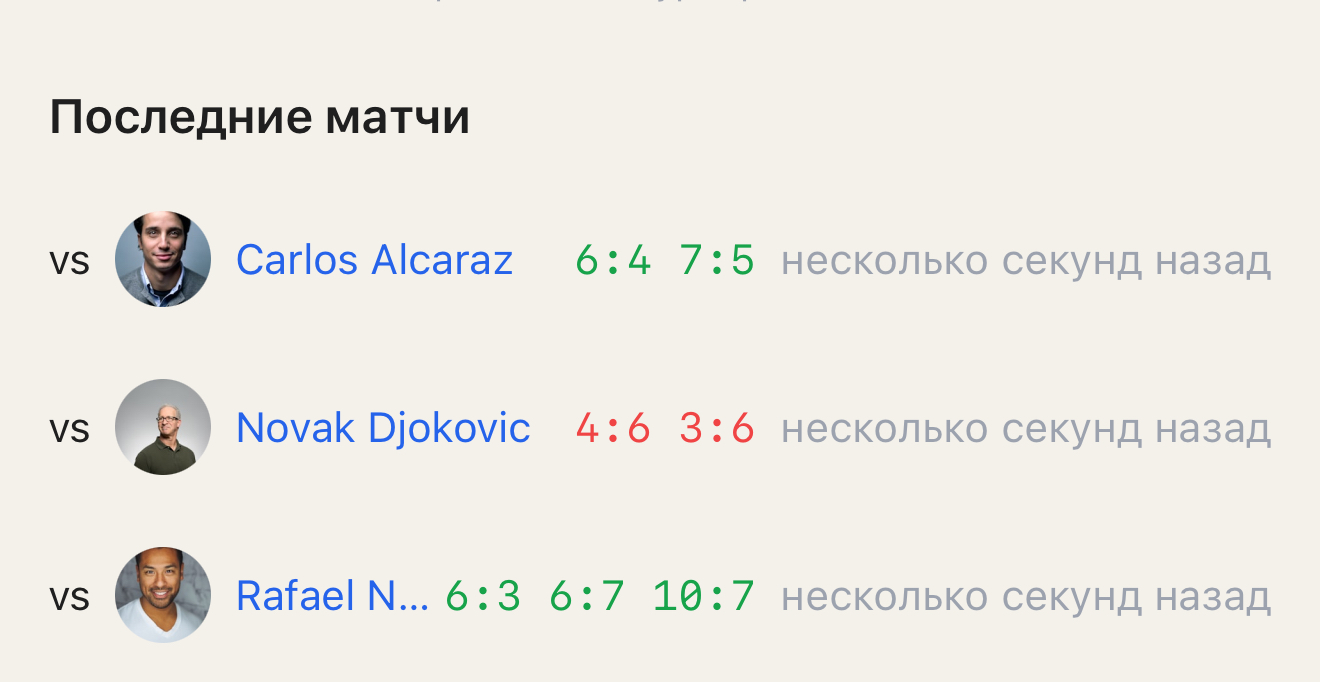 Последние матчи
vs Carlos Alcaraz 6:4 7:5 несколько секунд назад
vs Novak Djokovic 4:6 3:6 несколько секунд назад
vs Rafael N... 6:3 6:7 10:7 несколько секунд назад